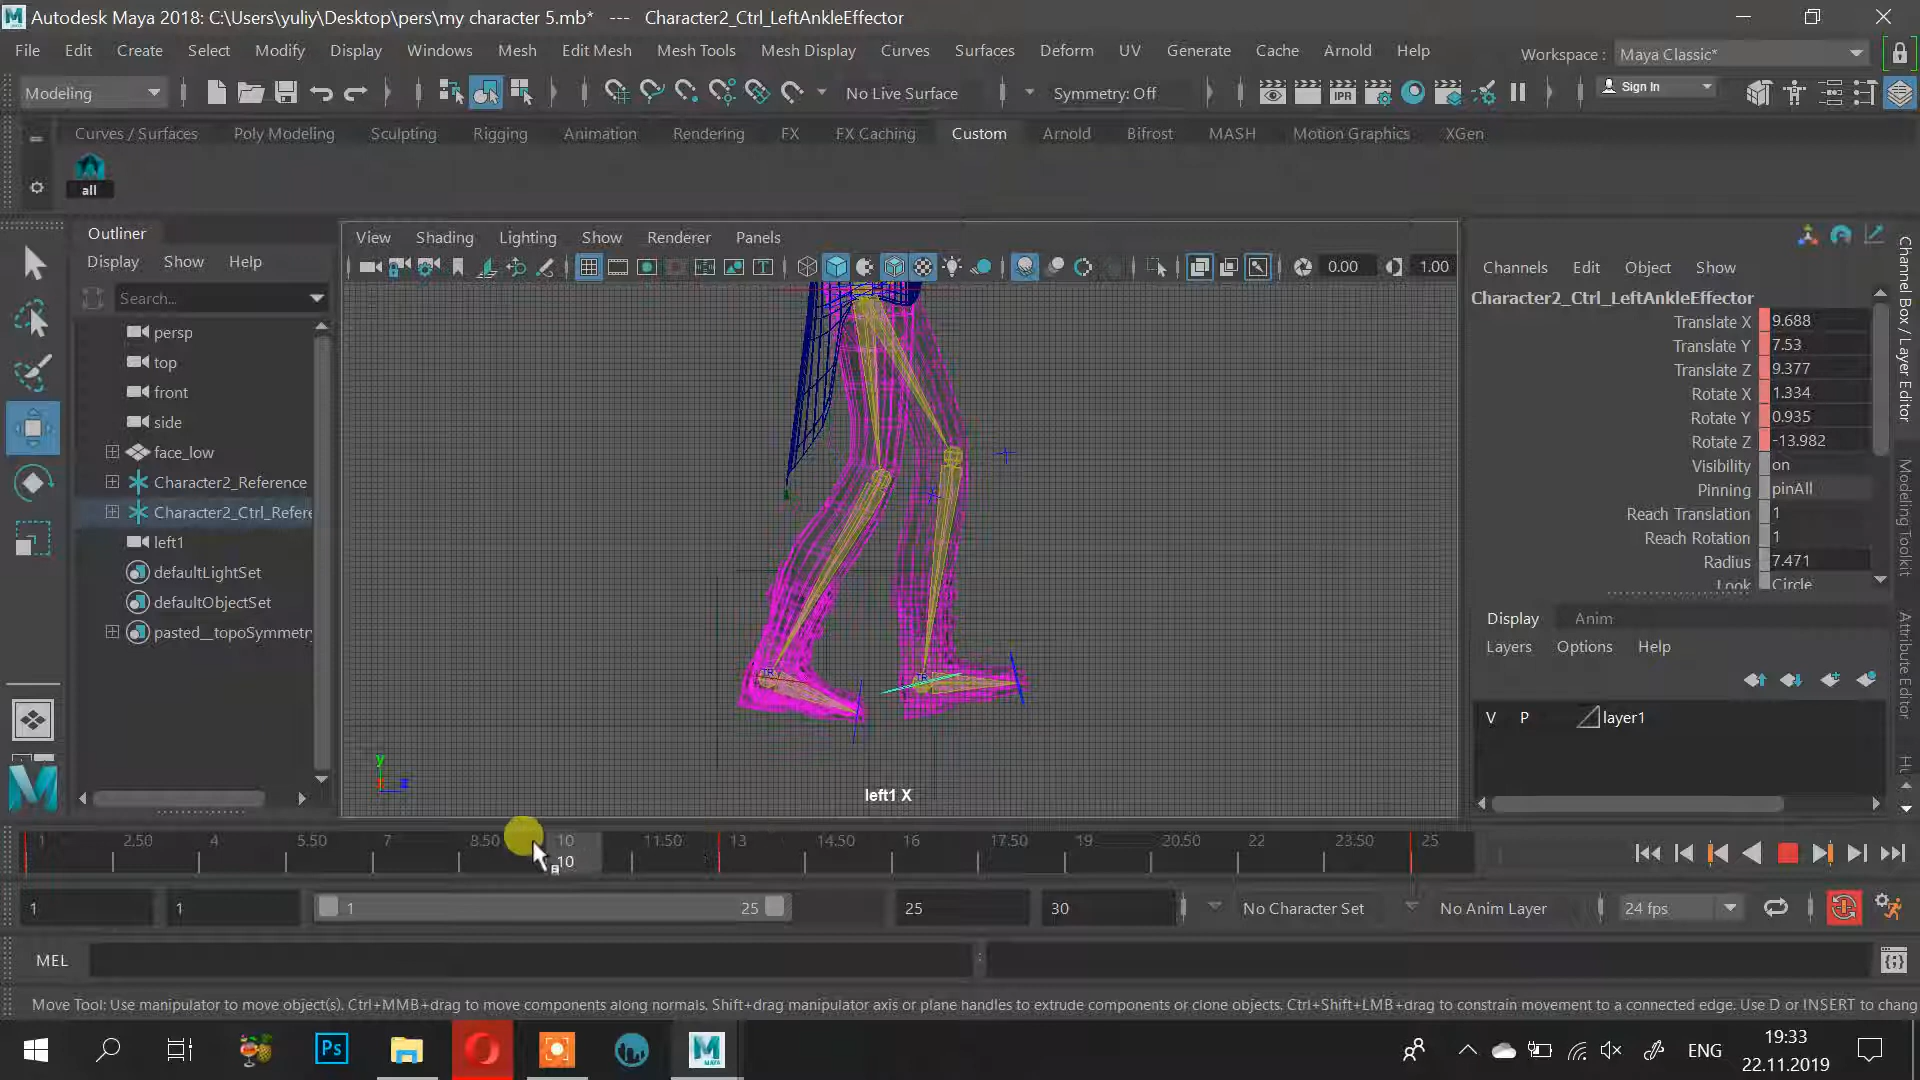 Autodesk Maya 2018: C:\Users\yuliy\Desktop\pers\my character 5.mb* --- Character2_Ctrl_LeftAnkleEffector
File Edit Create Select Modify Display Windows Mesh Edit Mesh Mesh Tools Mesh Display Curves Surfaces Deform UV Generate Cache Arnold Help
Workspace : Maya Classic*
Modeling No Live Surface Symmetry: Off IPR Sign In
Curves / Surfaces Poly Modeling Sculpting Rigging Animation Rendering FX FX Caching Custom Arnold Bifrost MASH Motion Graphics XGen
all
Outliner
Display Show Help
Search...
persp
top
front
side
face_low
Character2_Reference
Character2_Ctrl_Refere
left1
defaultLightSet
defaultObjectSet
pasted__topoSymmetry
View Shading Lighting Show Renderer Panels
0.00 1.00
left1 X
y
z
Channels Edit Object Show
Character2_Ctrl_LeftAnkleEffector
Translate X 9.688
Translate Y 7.53
Translate Z 9.377
Rotate X 1.334
Rotate Y 0.935
Rotate Z -13.982
Visibility on
Pinning pinAll
Reach Translation 1
Reach Rotation 1
Radius 7.471
Look Circle
Display Anim
Layers Options Help
V P layer1
Channel Box / Layer Editor
Modeling Toolkit
Attribute Editor
1 2.50 4 5.50 7 8.50 10 11.50 13 14.50 16 17.50 19 20.50 22 23.50 25
10
1 1 1 25 25 30 No Character Set No Anim Layer 24 fps
MEL
Move Tool: Use manipulator to move object(s). Ctrl+MMB+drag to move components along normals. Shift+drag manipulator axis or plane handles to extrude components or clone objects. Ctrl+Shift+LMB+drag to constrain movement to a connected edge. Use D or INSERT to chang
Ps
MAYA
ENG
19:33
22.11.2019